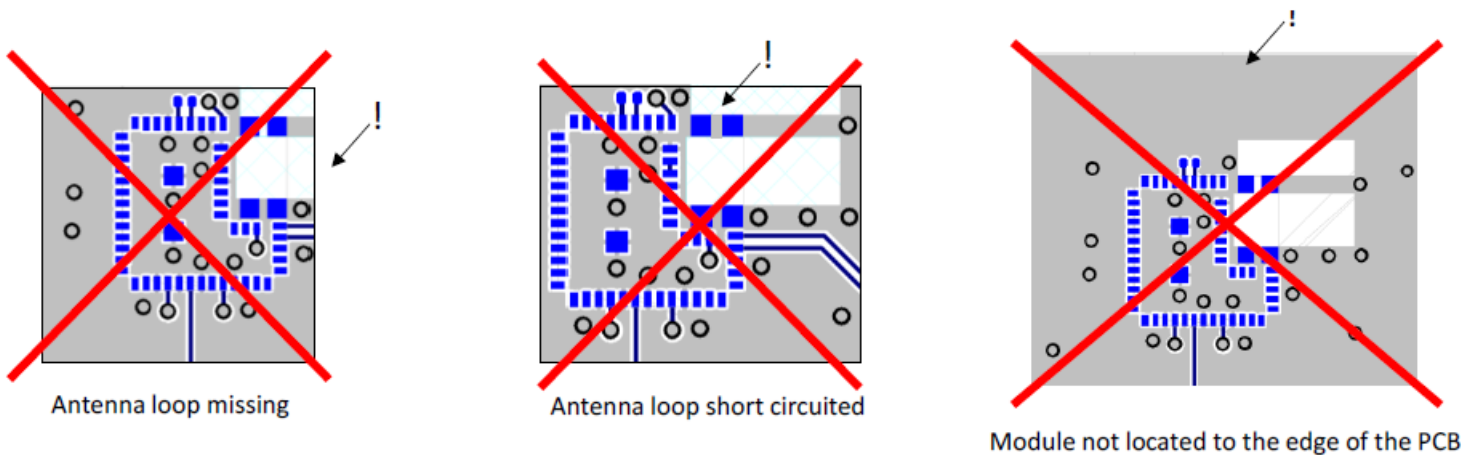 !
!
!
Antenna loop missing
Antenna loop short circuited
Module not located to the edge of the PCB